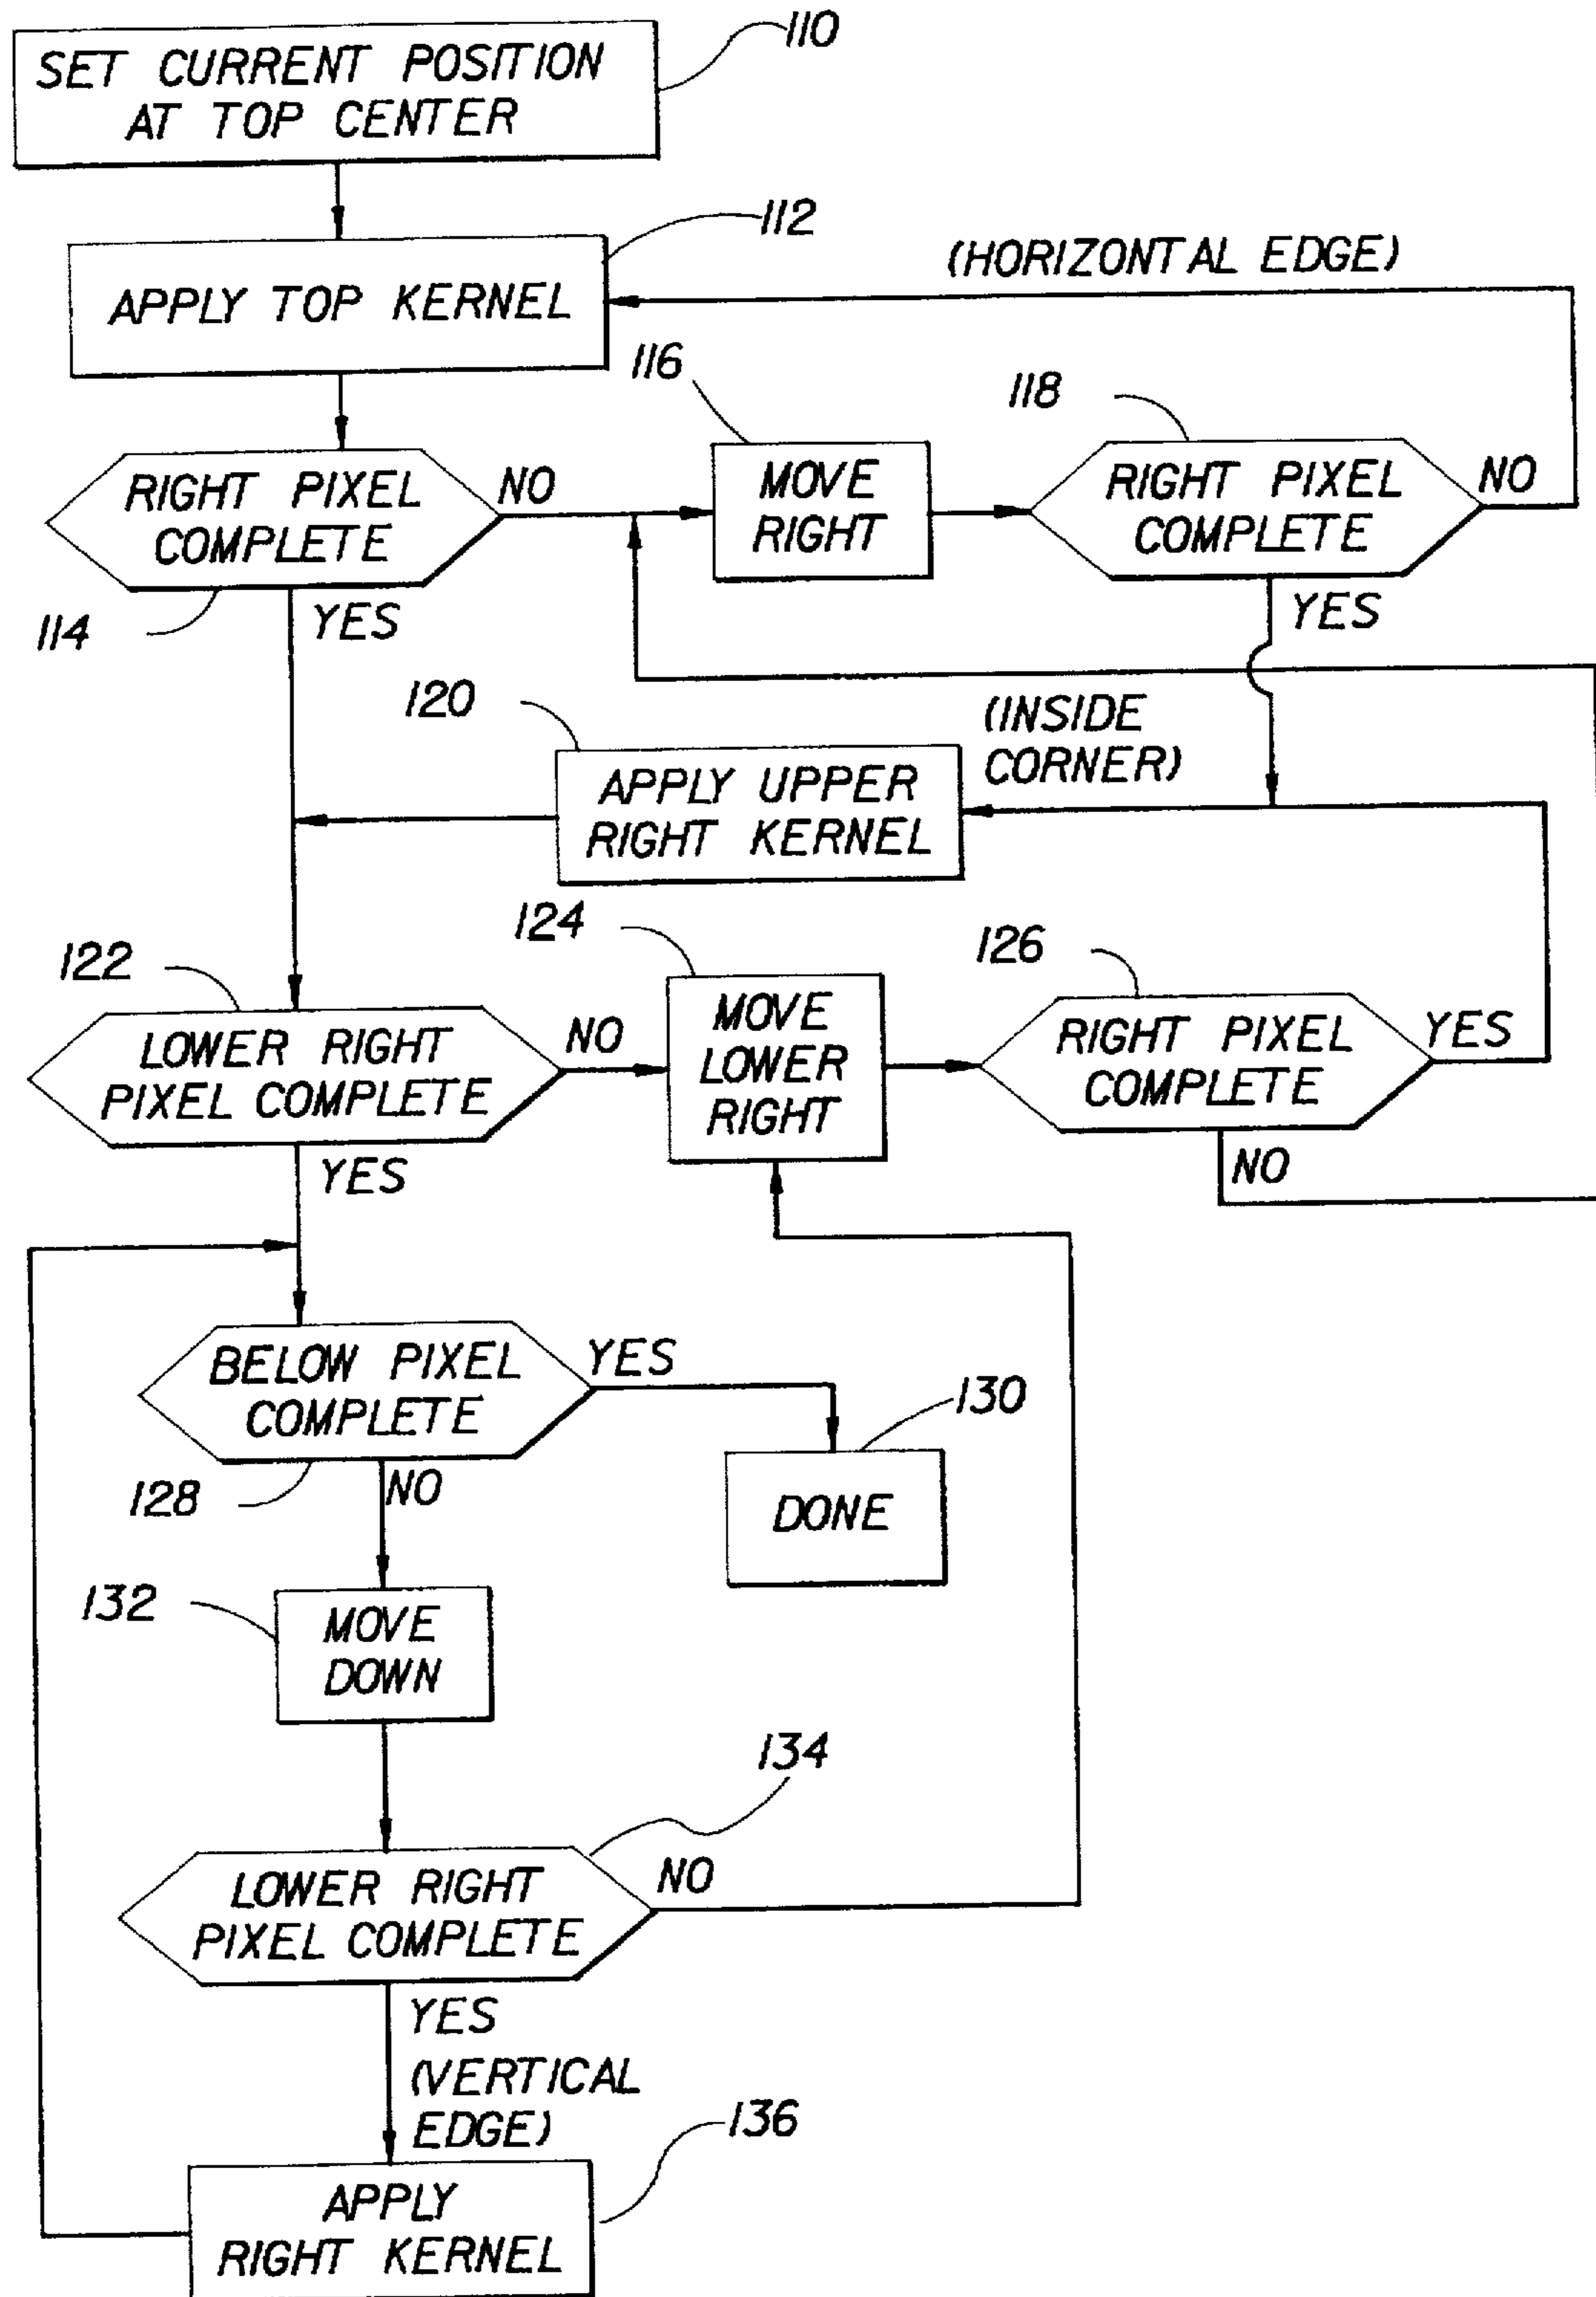 110
SET CURRENT POSITION
AT TOP CENTER
112
(HORIZONTAL EDGE)
APPLY TOP KERNEL
116
118
RIGHT PIXEL
COMPLETE
NO
MOVE
RIGHT
RIGHT PIXEL
COMPLETE
NO
114
YES
YES
120
(INSIDE
CORNER)
APPLY UPPER
RIGHT KERNEL
124
122
126
LOWER RIGHT
PIXEL COMPLETE
NO
MOVE
LOWER
RIGHT
RIGHT PIXEL
COMPLETE
YES
YES
NO
BELOW PIXEL
COMPLETE
YES
130
128
NO
DONE
132
MOVE
DOWN
134
LOWER RIGHT
PIXEL COMPLETE
NO
YES
(VERTICAL
EDGE)
136
APPLY
RIGHT KERNEL